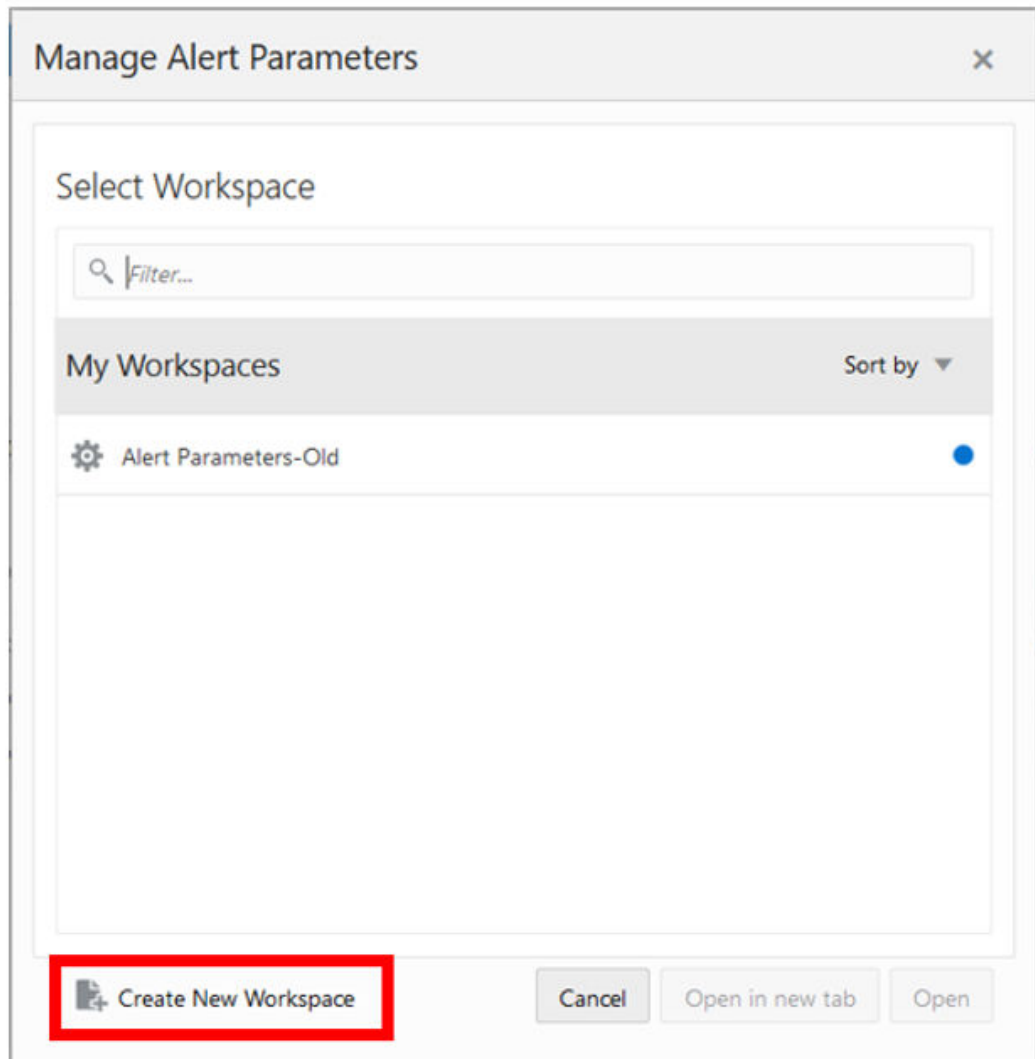 Manage Alert Parameters
Select Workspace
Filter...
My Workspaces
Sort by
Alert Parameters-Old
Create New Workspace
Cancel
Open in new tab
Open